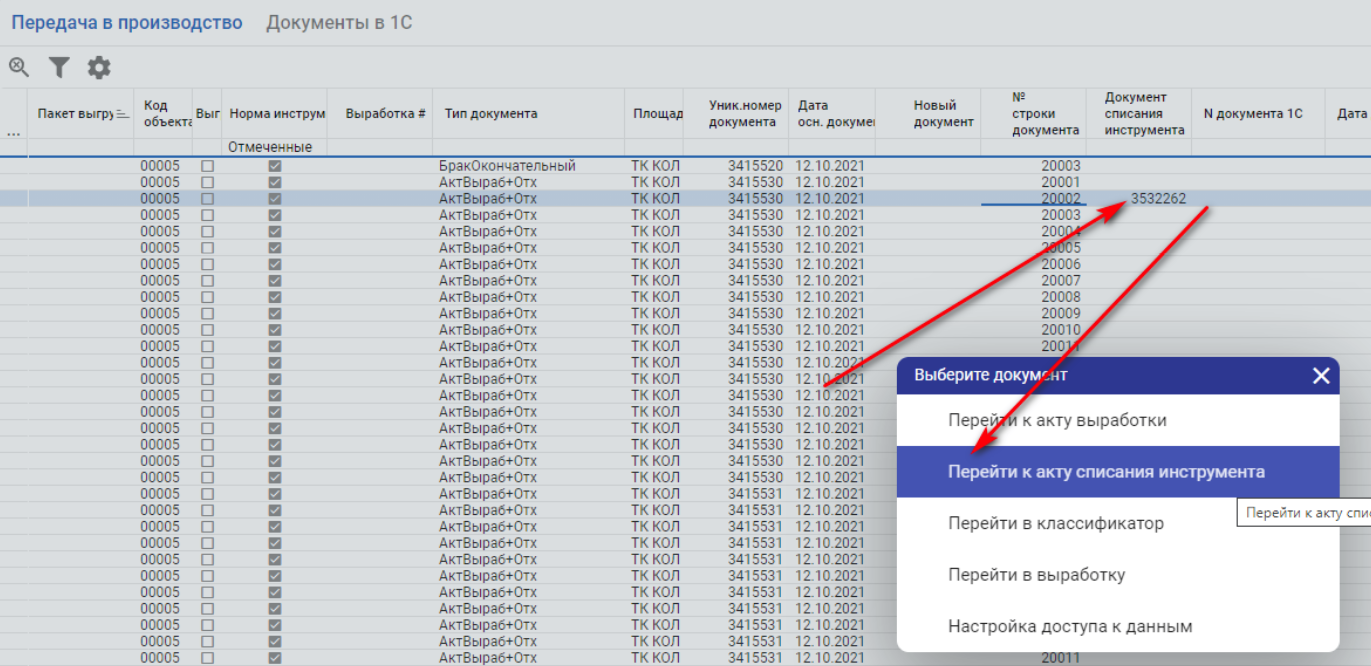 Передача в производство Документы в 1С
... Пакет выгру Код объекта Выг Норма инструм Выработка # Тип документа Площад Уник.номер документа Дата осн. докумен Новый документ № строки документа Документ списания инструмента N документа 1С Дата
Отмеченные
00005 БракОкончательный ТК КОЛ 3415520 12.10.2021 20003
00005 АктВыраб+Отх ТК КОЛ 3415530 12.10.2021 20001
00005 АктВыраб+Отх ТК КОЛ 3415530 12.10.2021 20002 3532262
00005 АктВыраб+Отх ТК КОЛ 3415530 12.10.2021 20003
00005 АктВыраб+Отх ТК КОЛ 3415530 12.10.2021 20004
00005 АктВыраб+Отх ТК КОЛ 3415530 12.10.2021 20005
00005 АктВыраб+Отх ТК КОЛ 3415530 12.10.2021 20006
00005 АктВыраб+Отх ТК КОЛ 3415530 12.10.2021 20007
00005 АктВыраб+Отх ТК КОЛ 3415530 12.10.2021 20008
00005 АктВыраб+Отх ТК КОЛ 3415530 12.10.2021 20009
00005 АктВыраб+Отх ТК КОЛ 3415530 12.10.2021 20010
00005 АктВыраб+Отх ТК КОЛ 3415530 12.10.2021 20011
00005 АктВыраб+Отх ТК КОЛ 3415530 12.10.2021
00005 АктВыраб+Отх ТК КОЛ 3415530 12.10.2021
00005 АктВыраб+Отх ТК КОЛ 3415530 12.10.2021
00005 АктВыраб+Отх ТК КОЛ 3415530 12.10.2021
00005 АктВыраб+Отх ТК КОЛ 3415530 12.10.2021
00005 АктВыраб+Отх ТК КОЛ 3415530 12.10.2021
00005 АктВыраб+Отх ТК КОЛ 3415530 12.10.2021
00005 АктВыраб+Отх ТК КОЛ 3415530 12.10.2021
00005 АктВыраб+Отх ТК КОЛ 3415531 12.10.2021
00005 АктВыраб+Отх ТК КОЛ 3415531 12.10.2021
00005 АктВыраб+Отх ТК КОЛ 3415531 12.10.2021
00005 АктВыраб+Отх ТК КОЛ 3415531 12.10.2021
00005 АктВыраб+Отх ТК КОЛ 3415531 12.10.2021
00005 АктВыраб+Отх ТК КОЛ 3415531 12.10.2021
00005 АктВыраб+Отх ТК КОЛ 3415531 12.10.2021
00005 АктВыраб+Отх ТК КОЛ 3415531 12.10.2021
00005 АктВыраб+Отх ТК КОЛ 3415531 12.10.2021
00005 АктВыраб+Отх ТК КОЛ 3415531 12.10.2021
00005 АктВыраб+Отх ТК КОЛ 3415531 12.10.2021 20011
Выберите документ
Перейти к акту выработки
Перейти к акту списания инструмента
Перейти к акту спи
Перейти в классификатор
Перейти в выработку
Настройка доступа к данным